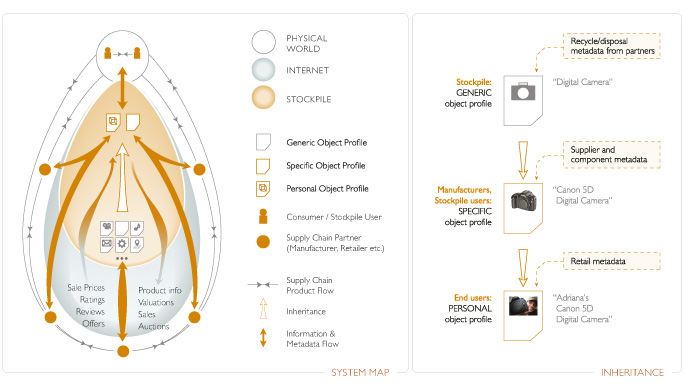 PHYSICAL
WORLD
INTERNET
STOCKPILE
Generic Object Profile
Specific Object Profile
Personal Object Profile
Consumer / Stockpile User
Supply Chain Partner
(Manufacturer, Retailer etc.)
Supply Chain
Product Flow
Inheritance
Information &
Metadata Flow
Sale Prices
Ratings
Reviews
Offers
Product info
Valuations
Sales
Auctions
SYSTEM MAP
Recycle/disposal
metadata from partners
Stockpile:
GENERIC
object profile
"Digital Camera"
Supplier and
component metadata
Manufacturers,
Stockpile users:
SPECIFIC
object profile
"Canon 5D
Digital Camera"
Retail metadata
End users:
PERSONAL
object profile
"Adriana's
Canon 5D
Digital Camera"
INHERITANCE